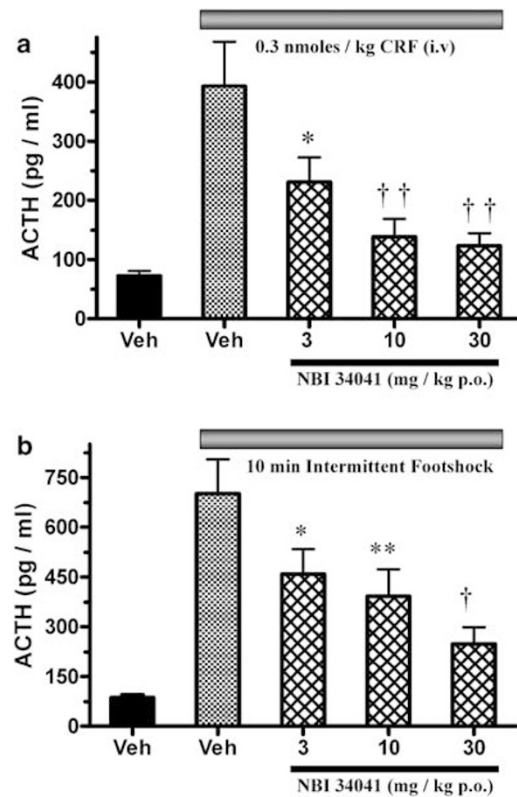 a
0.3 nmoles / kg CRF (i.v)
ACTH (pg / ml)
400
300
200
100
0
*
† †
† †
Veh Veh 3 10 30
NBI 34041 (mg / kg p.o.)
b
10 min Intermittent Footshock
ACTH (pg / ml)
750
600
450
300
150
0
*
**
†
Veh Veh 3 10 30
NBI 34041 (mg / kg p.o.)